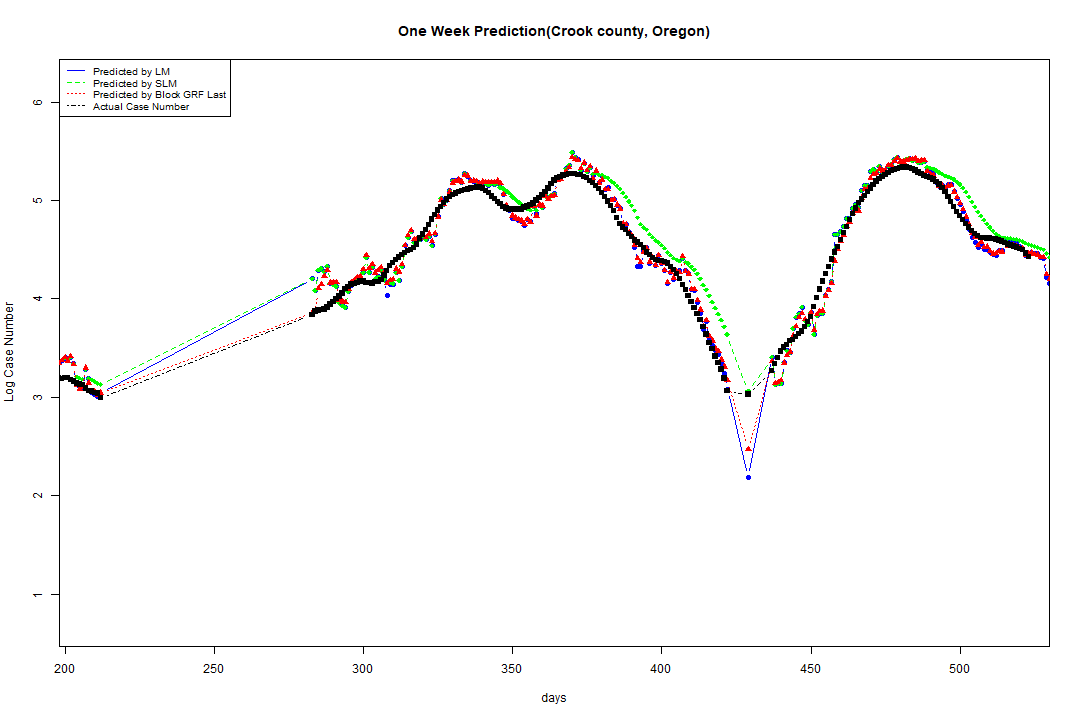 One Week Prediction(Crook county, Oregon)
Predicted by LM
Predicted by SLM
Predicted by Block GRF Last
Actual Case Number
6
5
4
3
2
1
Log Case Number
200 250 300 350 400 450 500
days